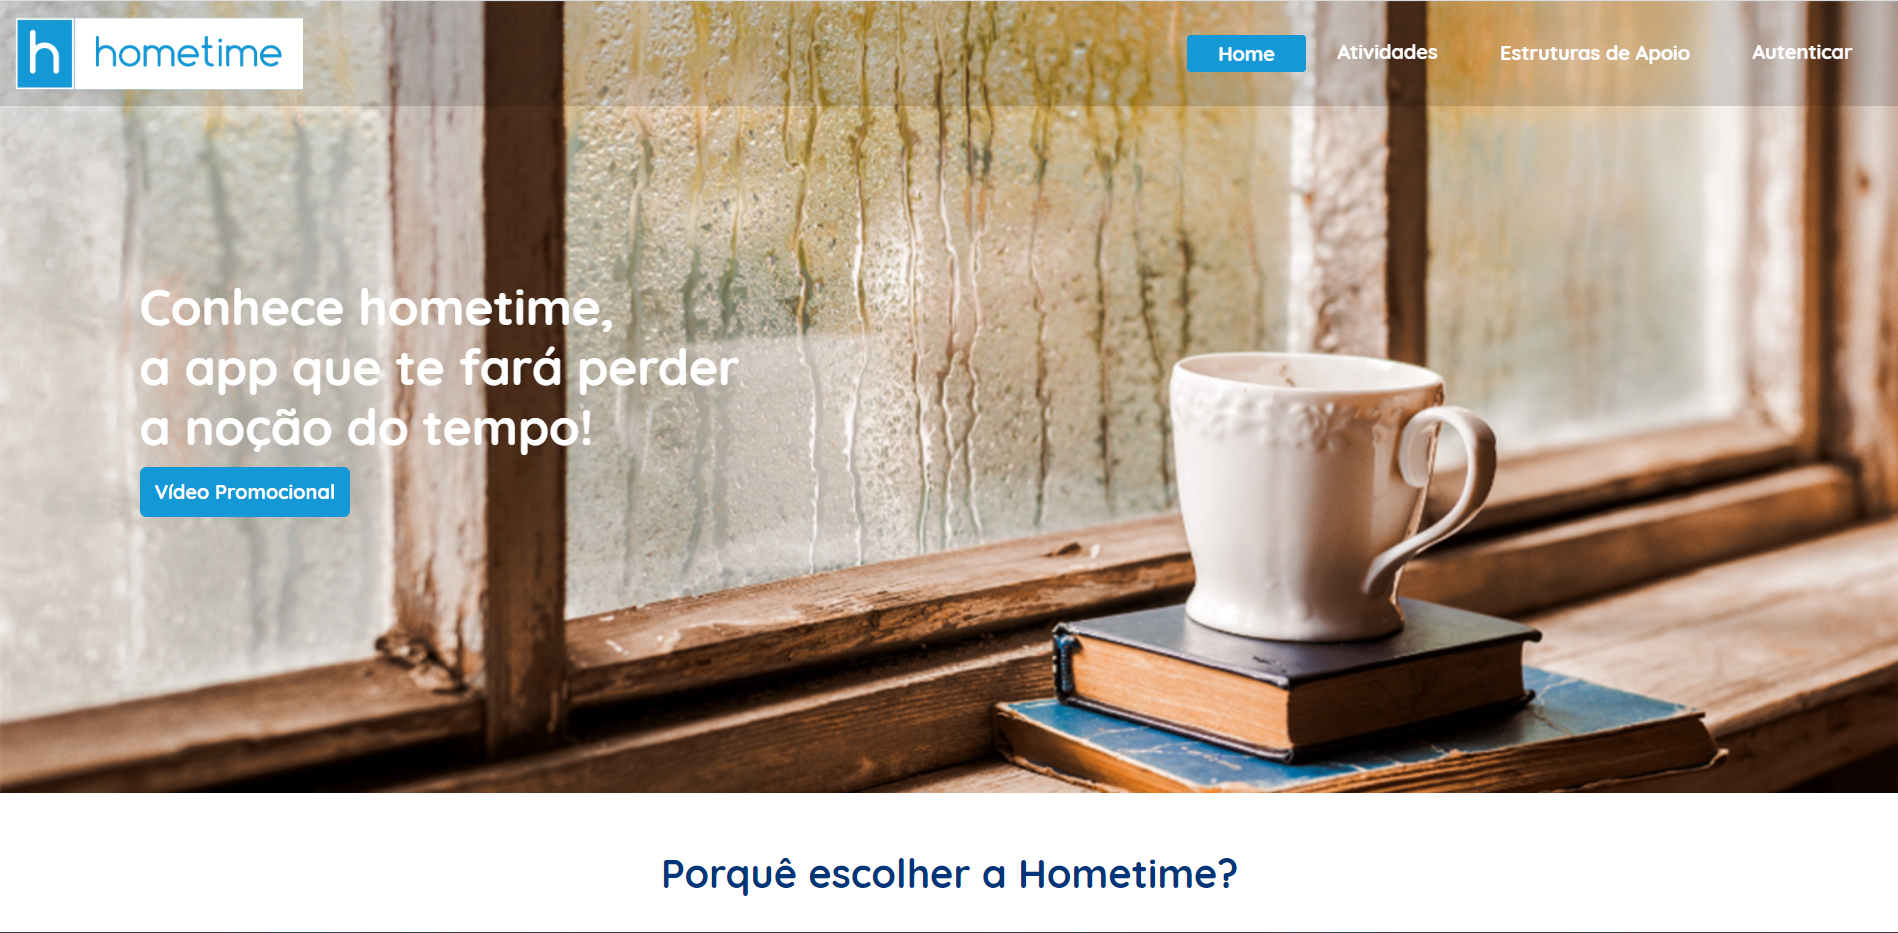 h hometime
Home Atividades Estruturas de Apoio Autenticar
Conhece hometime,
a app que te fará perder
a noção do tempo!
Vídeo Promocional
Porquê escolher a Hometime?